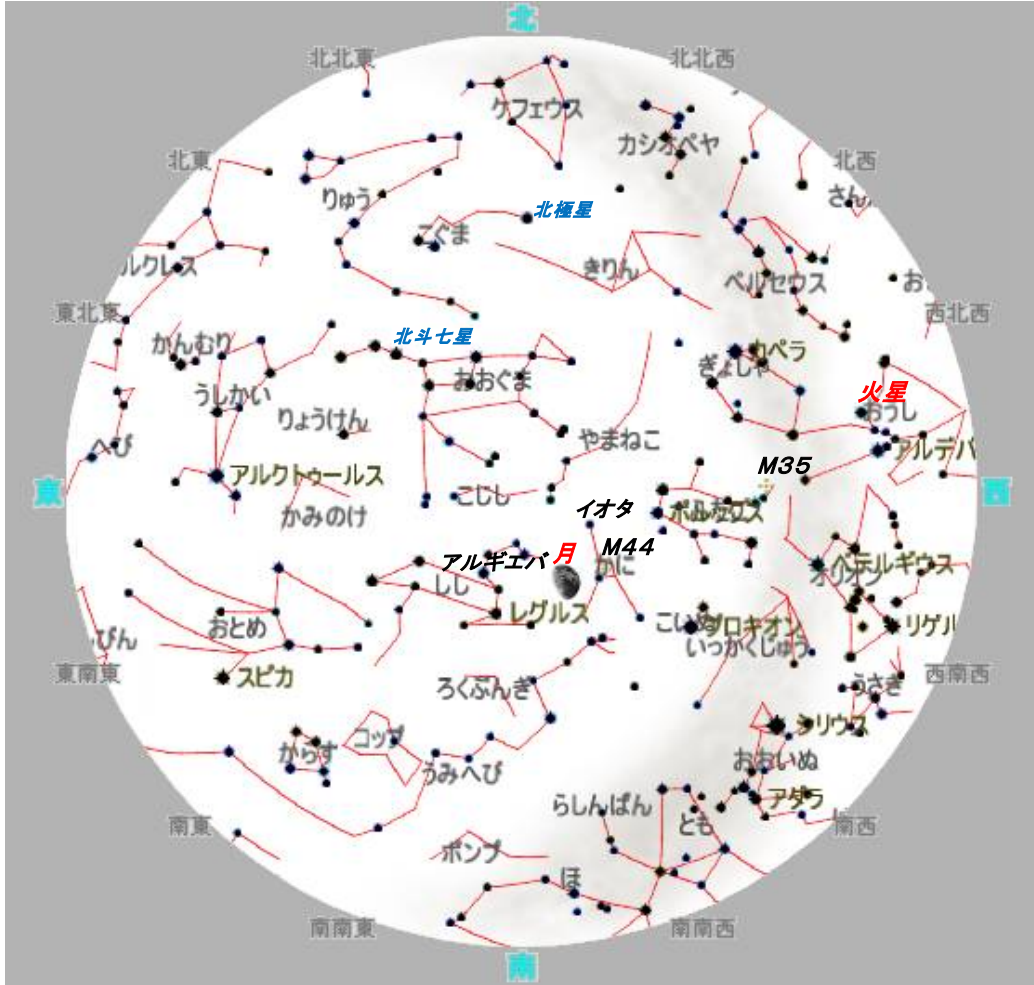 北
北北東
北北西
ケフェウス
カシオペヤ
北東
北西
りゅう
さん
北極星
こぐま
ルクレス
きりん
ペルセウス
お
東北東
西北西
かんむり
北斗七星
カペラ
ぎょしゃ
おおぐま
火星
うしかい
おうし
りょうけん
やまねこ
へび
アルデバ
M35
アルクトゥールス
東
西
こじし
かみのけ
イオタ
ポルックス
アルギエバ
月
M44
かに
ベテルギウス
オリオン
しし
レグルス
おとめ
こいぬ
プロキオン
リゲル
いっかくじゅう
びん
東南東
スピカ
西南西
ろくぶんぎ
うさぎ
シリウス
コップ
からす
おおいぬ
うみへび
アダラ
らしんばん
とも
南東
南西
ポンプ
ほ
南南東
南南西
南